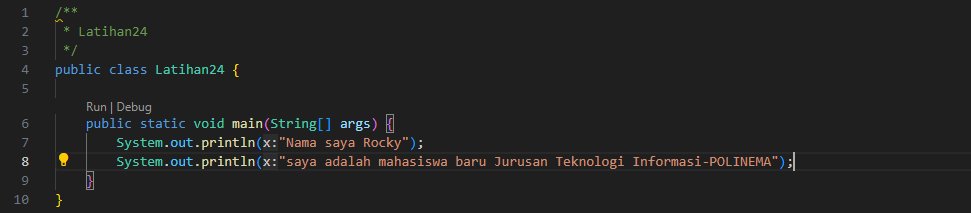 1 /**
2  * Latihan24
3  */
4 public class Latihan24 {
5
Run | Debug
6     public static void main(String[] args) {
7         System.out.println(x:"Nama saya Rocky");
8         System.out.println(x:"saya adalah mahasiswa baru Jurusan Teknologi Informasi-POLINEMA");
9     }
10 }